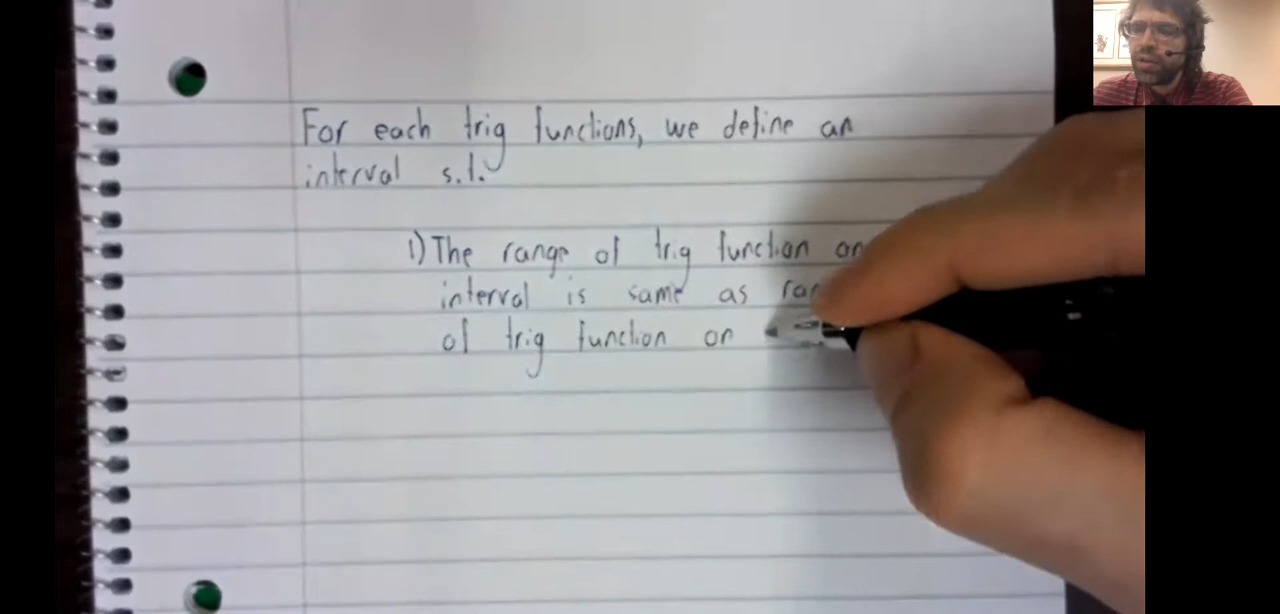 For each trig functions, we define an
interval s.t.
1) The range of trig function on
interval is same as ran
of trig function on